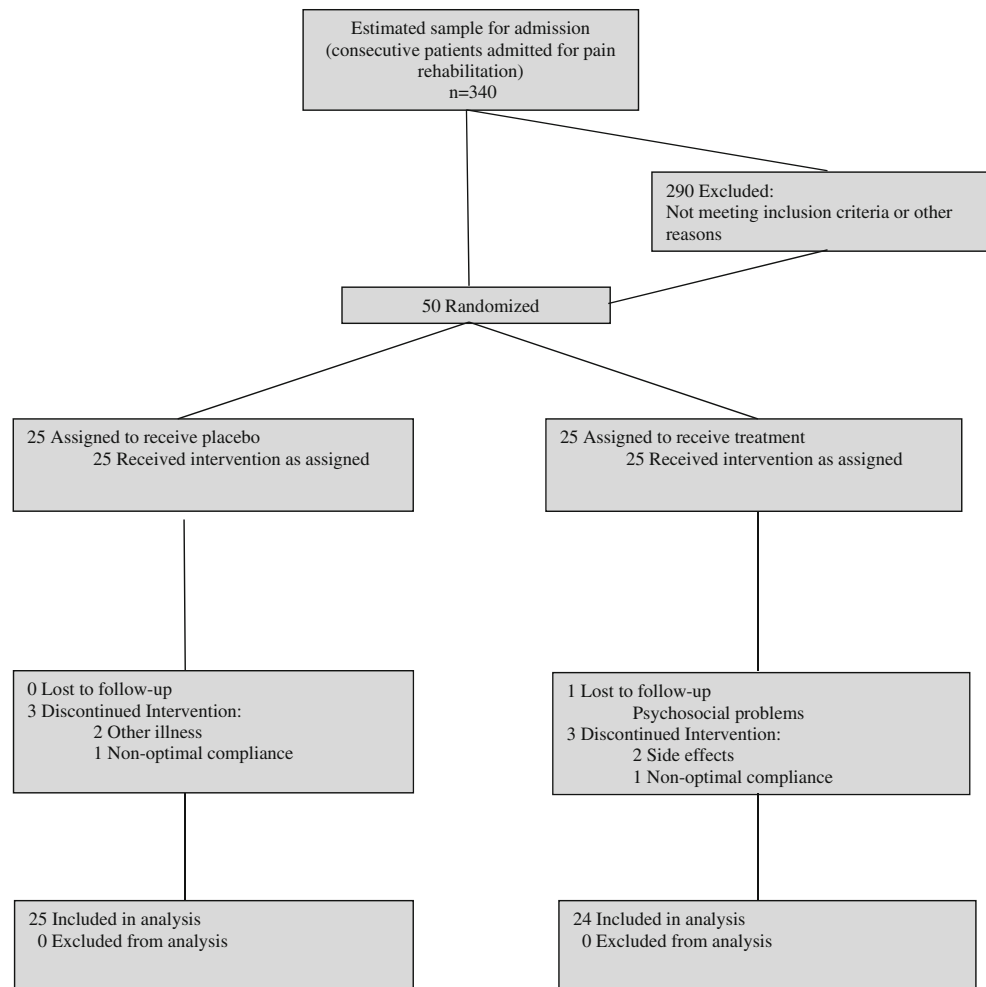 Estimated sample for admission
(consecutive patients admitted for pain
rehabilitation)
n=340
290 Excluded:
Not meeting inclusion criteria or other
reasons
50 Randomized
25 Assigned to receive placebo
25 Received intervention as assigned
25 Assigned to receive treatment
25 Received intervention as assigned
0 Lost to follow-up
3 Discontinued Intervention:
2 Other illness
1 Non-optimal compliance
1 Lost to follow-up
Psychosocial problems
3 Discontinued Intervention:
2 Side effects
1 Non-optimal compliance
25 Included in analysis
0 Excluded from analysis
24 Included in analysis
0 Excluded from analysis